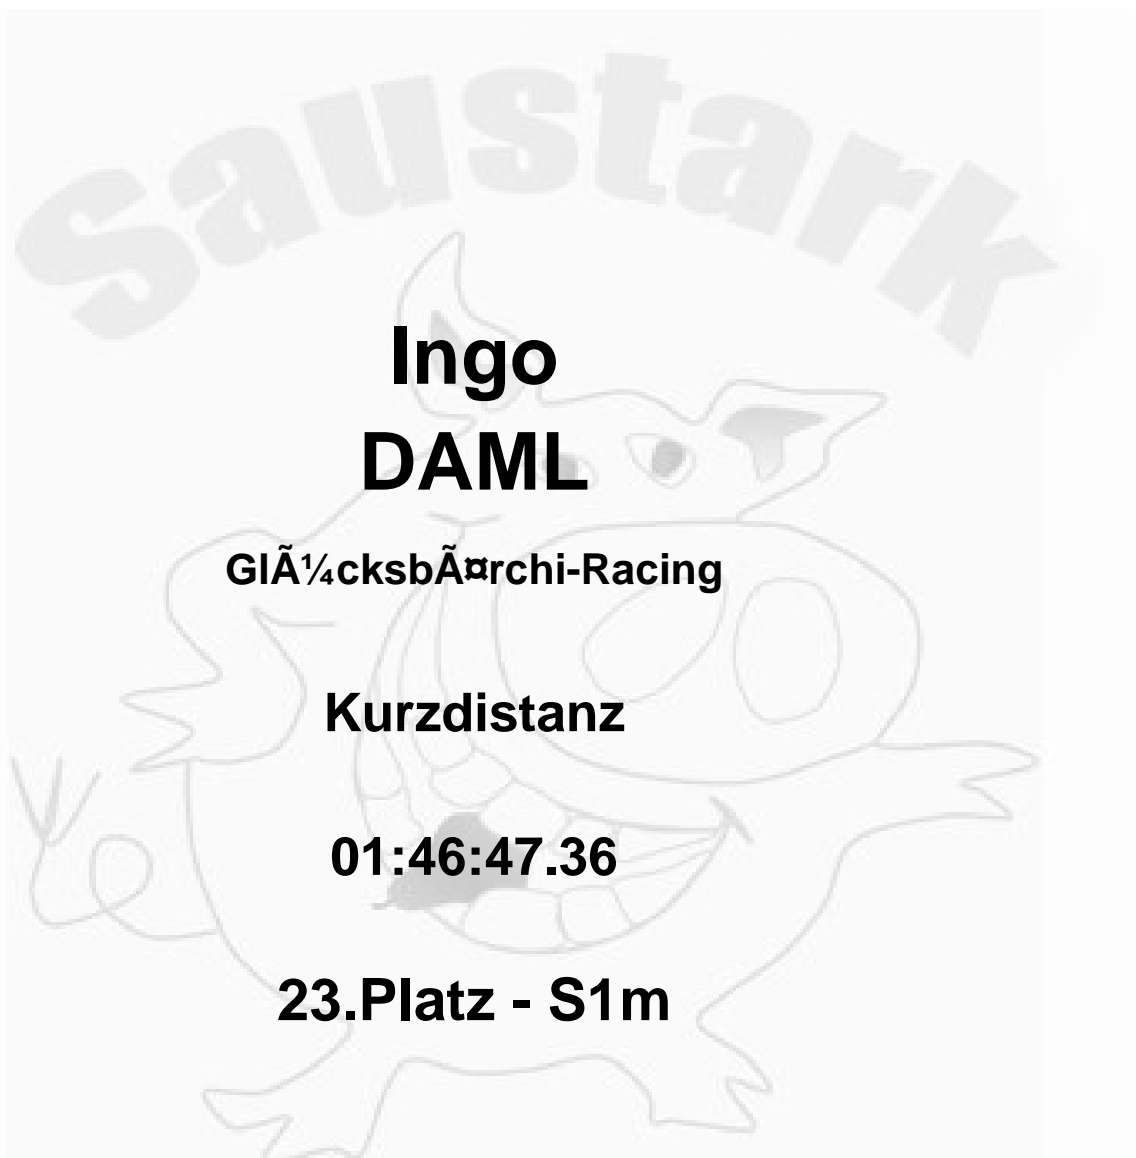 Saustark
Ingo
DAML
GlÃ¼cksbÃ¤rchi-Racing
Kurzdistanz
01:46:47.36
23.Platz - S1m